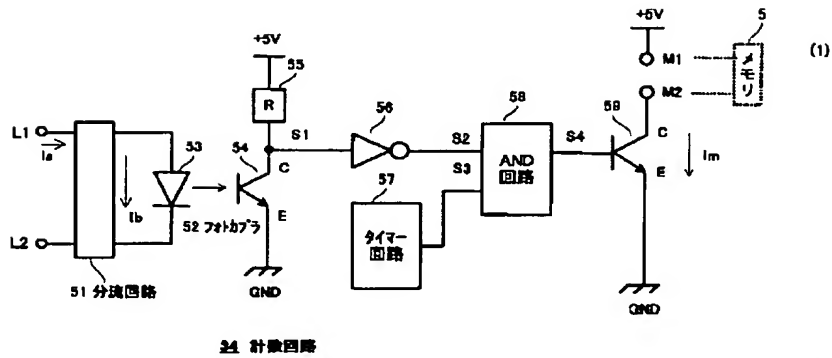 +5V
5
(1)
+5V
55
M1
メモリ
R
56
58
M2
L1
Ia
53
54
S1
S2
S4
59
C
C
AND
回路
S3
Im
Ib
57
E
E
52 フォトカプラ
タイマー
回路
L2
51 分流回路
GND
GND
34 計数回路